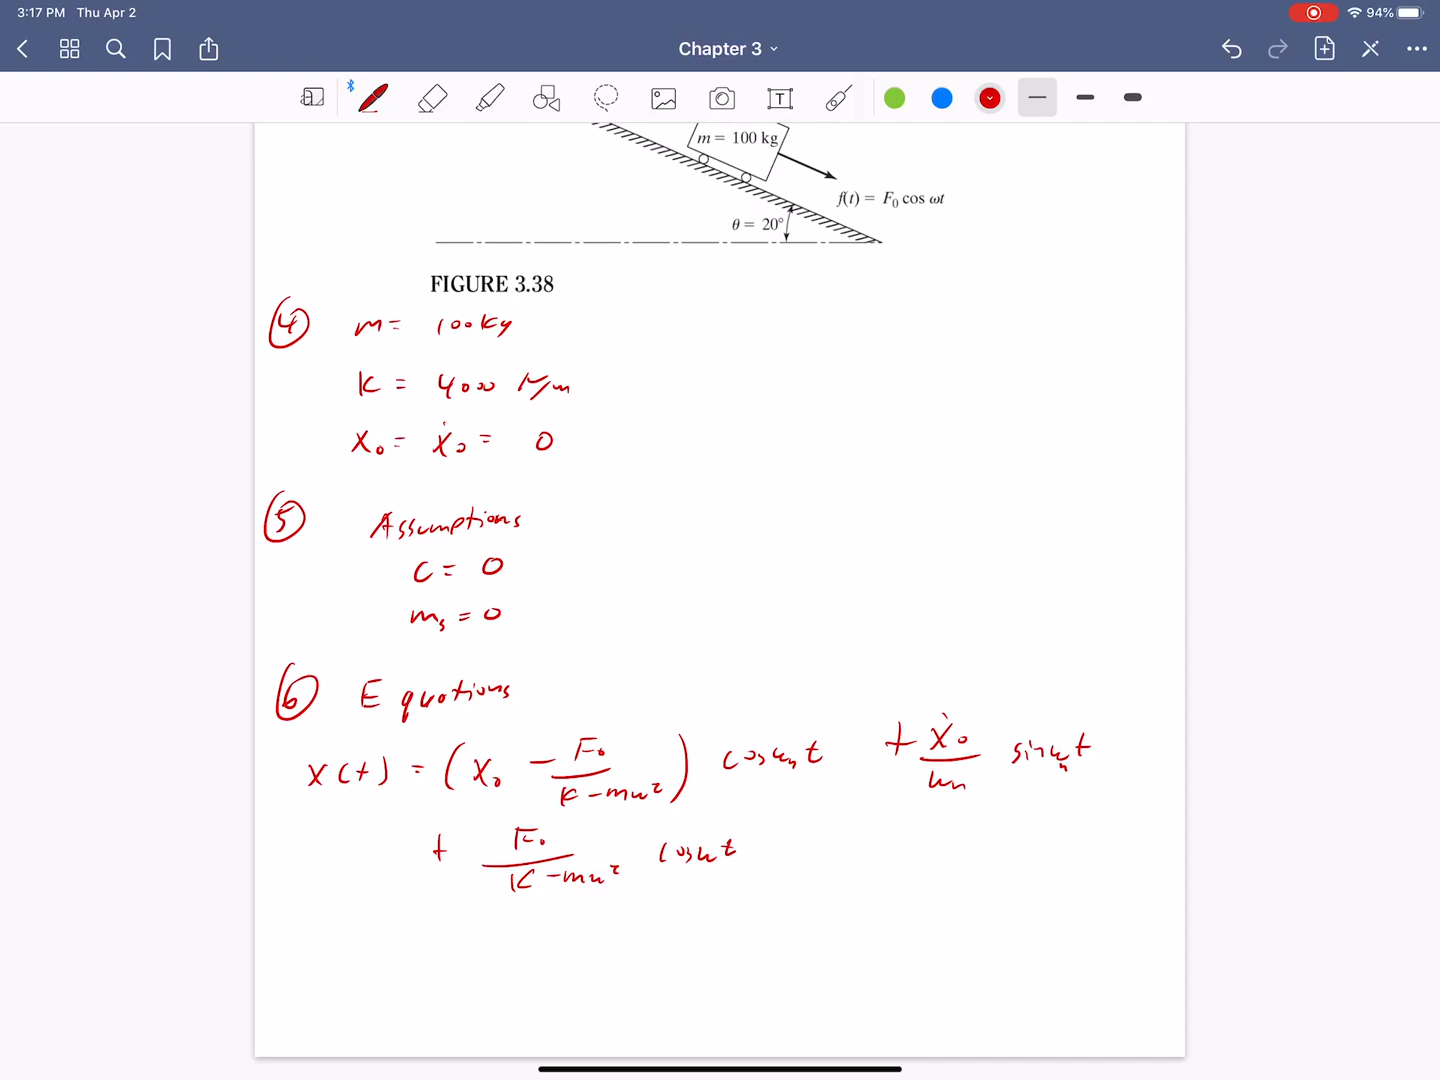 3:17 PM Thu Apr 2
94%
Chapter 3
T
m = 100 kg
f(t) = F₀ cos ωt
θ = 20°
FIGURE 3.38
④ m = 100 kg
K = 4000 N/m
x₀ = ẋ₀ = 0
⑤ Assumptions
C = 0
mₛ = 0
⑥ Equations
x(t) = (x₀ - F₀/(K - mω²)) cos ωₙt + ẋ₀/ωₙ sin ωₙt
+ F₀/(K - mω²) cos ωt